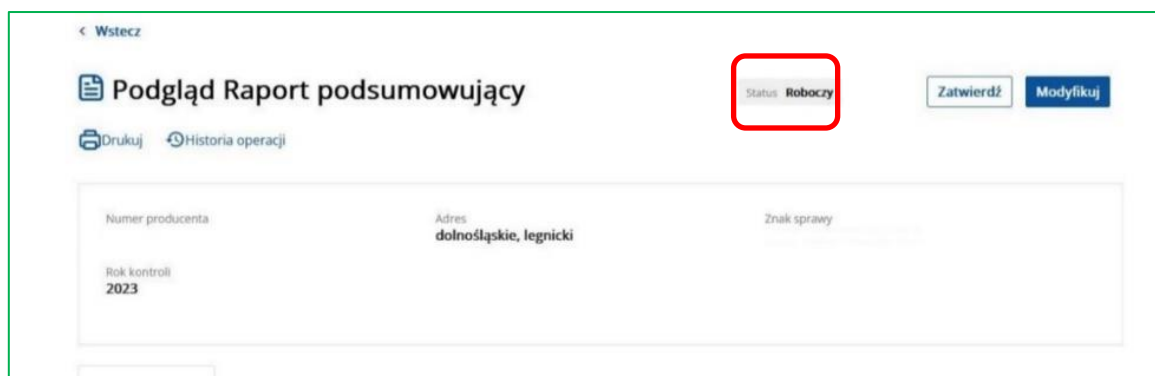 Wstecz
Podgląd Raport podsumowujący
Status Roboczy
Zatwierdź
Modyfikuj
Drukuj
Historia operacji
Numer producenta
Adres
Znak sprawy
dolnośląskie, legnicki
Rok kontroli
2023